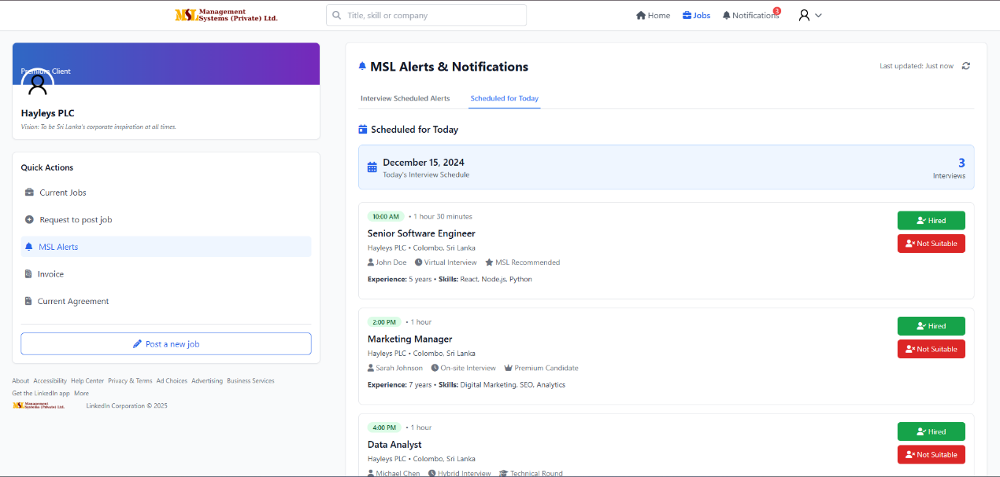 MSL Management Systems (Private) Ltd.
Title, skill or company
Home Jobs Notifications 3
Premium Client
Hayleys PLC
Vision: To be Sri Lanka's corporate inspiration at all times.
Quick Actions
Current Jobs
Request to post job
MSL Alerts
Invoice
Current Agreement
Post a new job
About Accessibility Help Center Privacy & Terms Ad Choices Advertising Business Services
Get the LinkedIn app More
MSL Management Systems (Private) Ltd. LinkedIn Corporation © 2025
MSL Alerts & Notifications
Last updated: Just now
Interview Scheduled Alerts Scheduled for Today
Scheduled for Today
December 15, 2024
Today's Interview Schedule
3
Interviews
10:00 AM • 1 hour 30 minutes
Senior Software Engineer
Hayleys PLC • Colombo, Sri Lanka
John Doe Virtual Interview MSL Recommended
Experience: 5 years • Skills: React, Node.js, Python
Hired
Not Suitable
2:00 PM • 1 hour
Marketing Manager
Hayleys PLC • Colombo, Sri Lanka
Sarah Johnson On-site Interview Premium Candidate
Experience: 7 years • Skills: Digital Marketing, SEO, Analytics
Hired
Not Suitable
4:00 PM • 1 hour
Data Analyst
Hayleys PLC • Colombo, Sri Lanka
Michael Chen Hybrid Interview Technical Round
Hired
Not Suitable